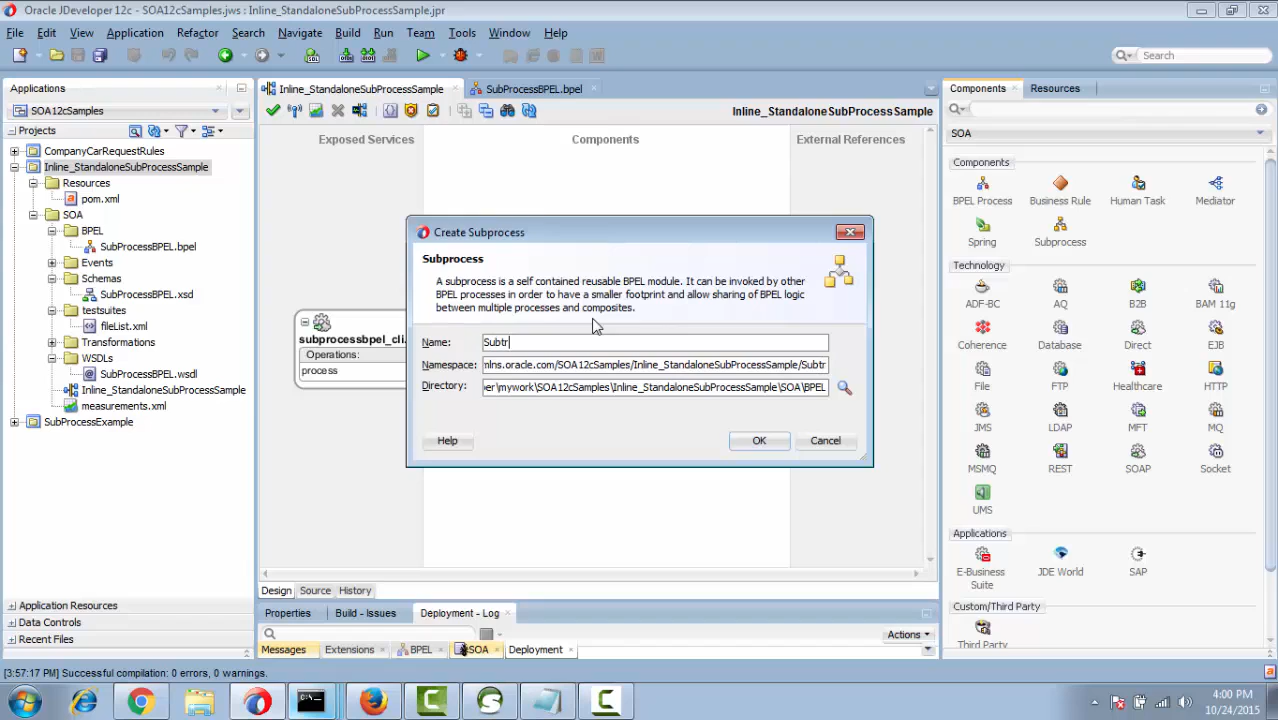 Oracle JDeveloper 12c - SOA12cSamples.jws : Inline_StandaloneSubProcessSample.jpr
File Edit View Application Refactor Search Navigate Build Run Team Tools Window Help
Search
Applications
Inline_StandaloneSubProcessSample
SubProcessBPEL.bpel
Components
Resources
SOA12cSamples
Projects
Inline_StandaloneSubProcessSample
SOA
CompanyCarRequestRules
Inline_StandaloneSubProcessSample
Resources
pom.xml
SOA
BPEL
SubProcessBPEL.bpel
Events
Schemas
SubProcessBPEL.xsd
testsuites
fileList.xml
Transformations
WSDLs
SubProcessBPEL.wsdl
Inline_StandaloneSubProcessSample
measurements.xml
SubProcessExample
Application Resources
Data Controls
Recent Files
Exposed Services
Components
External References
subprocessbpel_cli
Operations:
process
Create Subprocess
Subprocess
A subprocess is a self contained reusable BPEL module. It can be invoked by other
BPEL processes in order to have a smaller footprint and allow sharing of BPEL logic
between multiple processes and composites.
Name: Subtr
Namespace: mlns.oracle.com/SOA12cSamples/Inline_StandaloneSubProcessSample/Subtr
Directory: er\mywork\SOA12cSamples\Inline_StandaloneSubProcessSample\SOA\BPEL
Help
OK
Cancel
Design Source History
Properties
Build - Issues
Deployment - Log
Actions
Messages
Extensions
BPEL
SOA
Deployment
Components
BPEL Process
Business Rule
Human Task
Mediator
Spring
Subprocess
Technology
ADF-BC
AQ
B2B
BAM 11g
Coherence
Database
Direct
EJB
File
FTP
Healthcare
HTTP
JMS
LDAP
MFT
MQ
MSMQ
REST
SOAP
Socket
UMS
Applications
E-Business
Suite
JDE World
SAP
Custom/Third Party
Third Party
[3:57:17 PM] Successful compilation: 0 errors, 0 warnings.
4:00 PM
10/24/2015